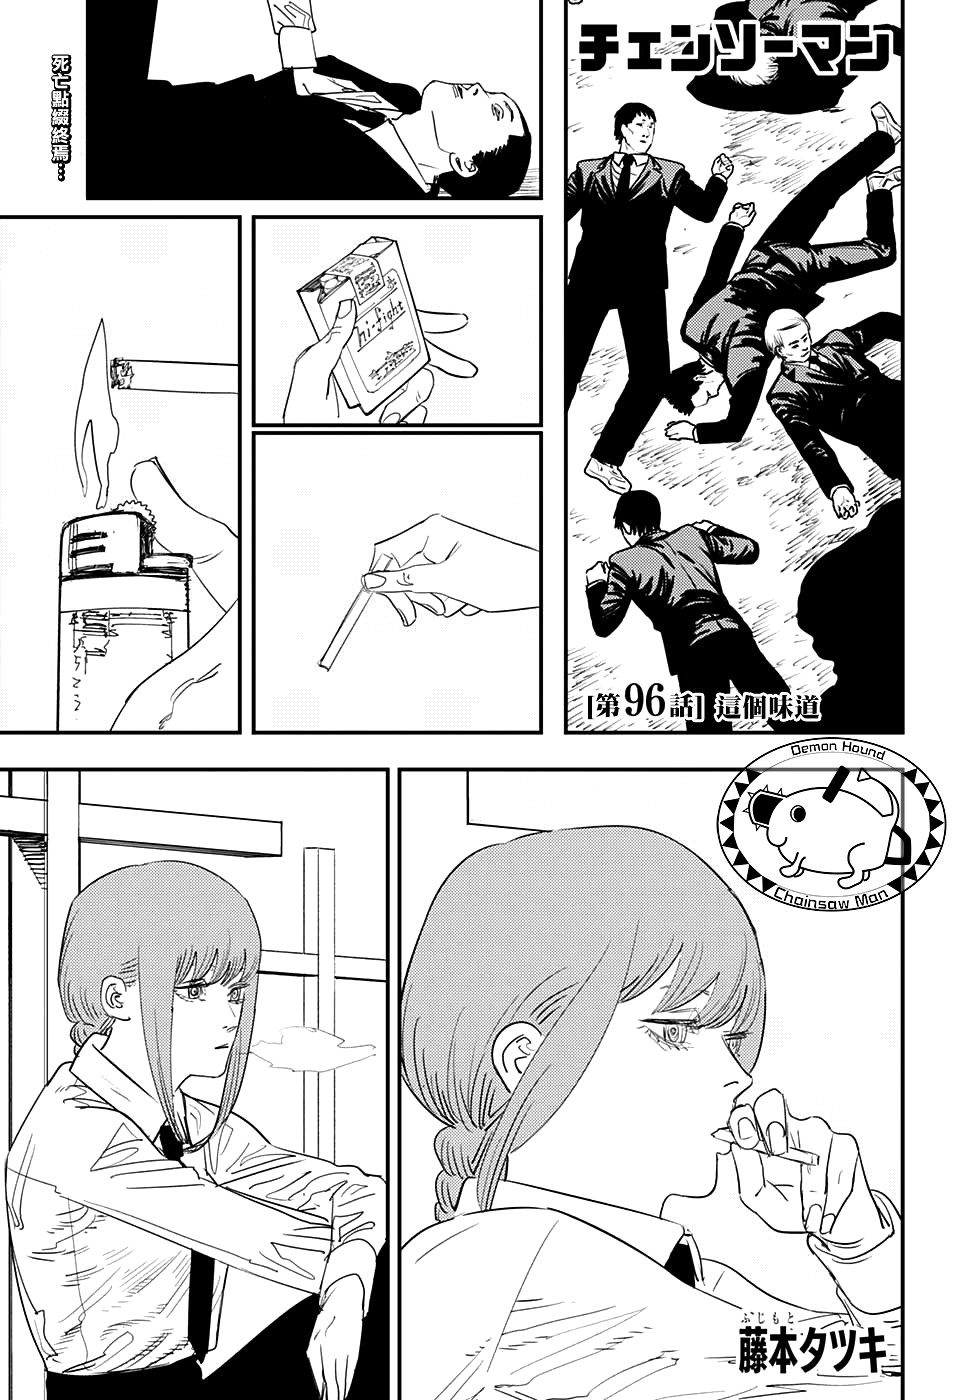 チェンソーマン
[第96話] 這個味道
死亡點綴終焉…
hi-fight
Demon Hound
Chainsaw Man
ふじもと
藤本タツキ